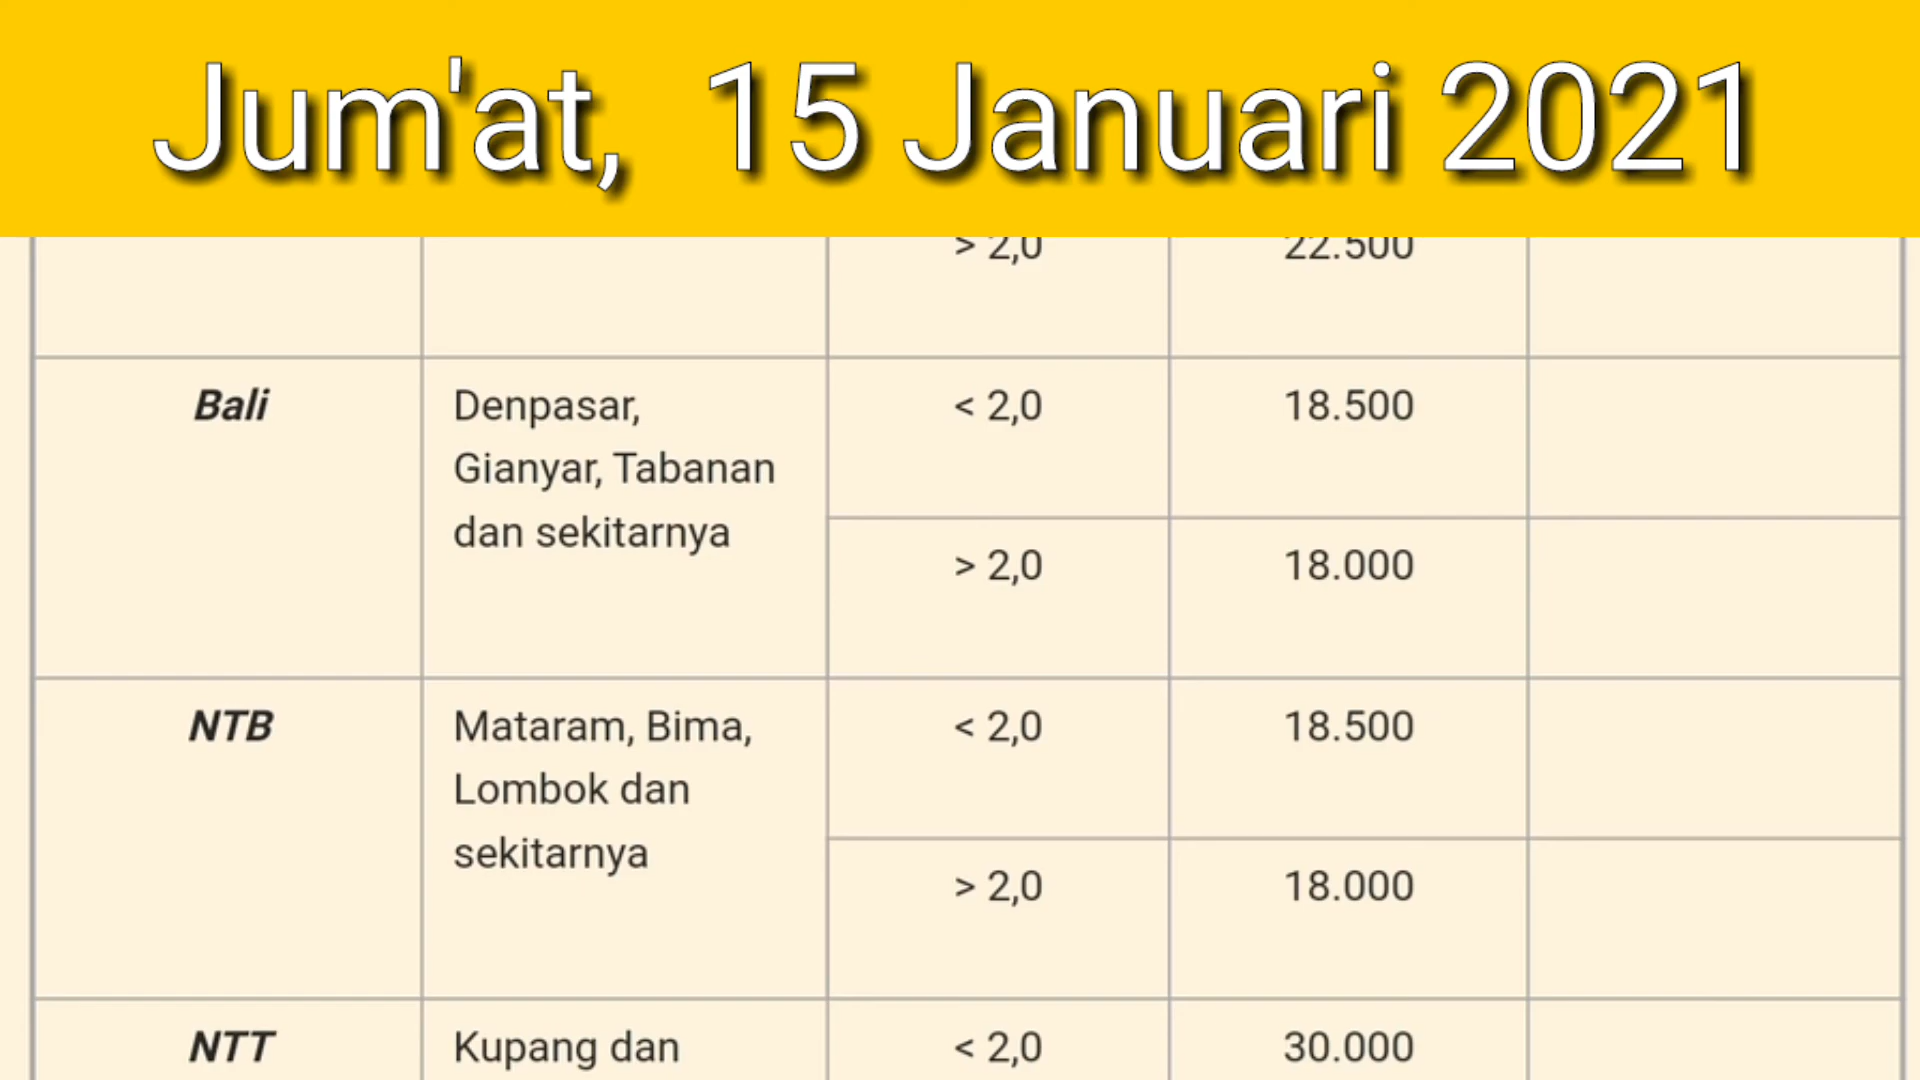 Jum'at, 15 Januari 2021
> 2,0 22.500
Bali Denpasar, < 2,0 18.500
Gianyar, Tabanan
dan sekitarnya
> 2,0 18.000
NTB Mataram, Bima, < 2,0 18.500
Lombok dan
sekitarnya
> 2,0 18.000
NTT Kupang dan < 2,0 30.000